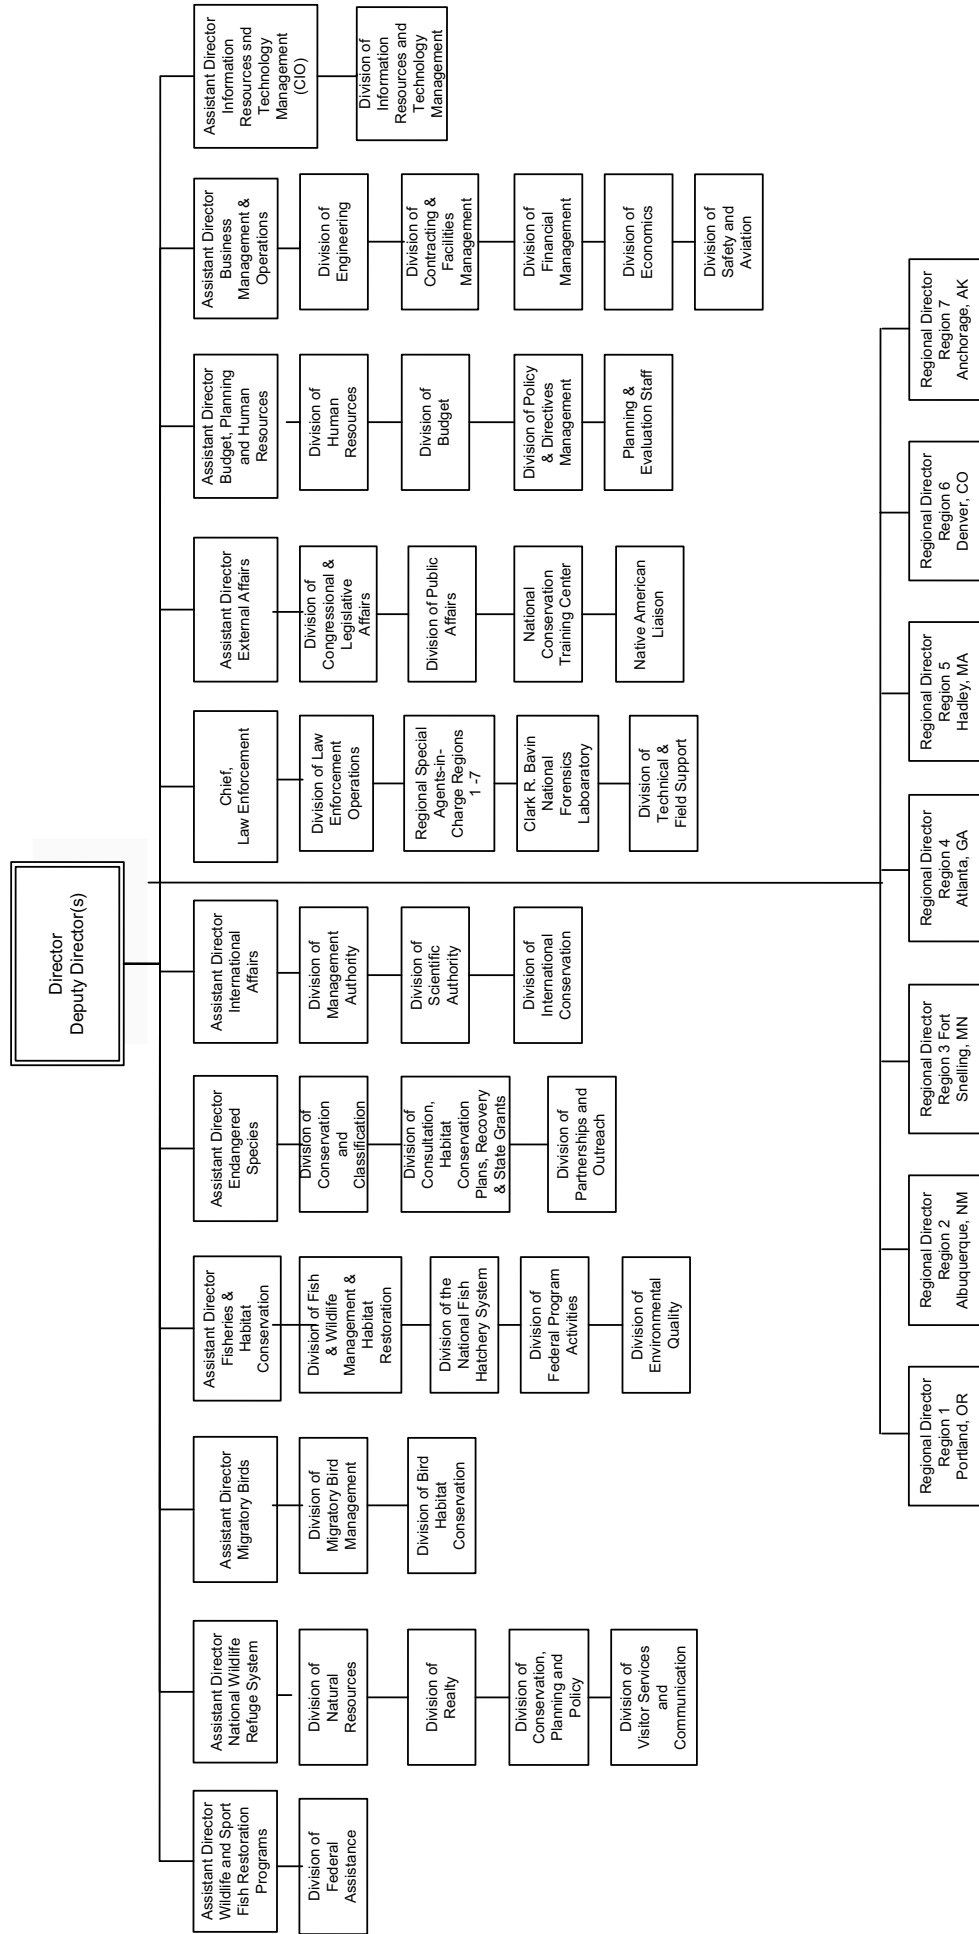 Director
Deputy Director(s)
Assistant Director
Wildlife and Sport
Fish Restoration
Programs
Division of
Federal
Assistance
Assistant Director
National Wildlife
Refuge System
Division of
Natural
Resources
Division of
Realty
Division of
Conservation,
Planning and
Policy
Division of
Visitor Services
and
Communication
Assistant Director
Migratory Birds
Division of
Migratory Bird
Management
Division of Bird
Habitat
Conservation
Assistant Director
Fisheries &
Habitat
Conservation
Division of Fish
& Wildlife
Management &
Habitat
Restoration
Division of the
National Fish
Hatchery System
Division of
Federal Program
Activities
Division of
Environmental
Quality
Assistant Director
Endangered
Species
Division of
Conservation
and
Classification
Division of
Consultation,
Habitat
Conservation
Plans, Recovery
& State Grants
Division of
Partnerships and
Outreach
Assistant Director
International
Affairs
Division of
Management
Authority
Division of
Scientific
Authority
Division of
International
Conservation
Chief,
Law Enforcement
Division of Law
Enforcement
Operations
Regional Special
Agents-in-
Charge Regions
1 -7
Clark R. Bavin
National
Forensics
Laboaratory
Division of
Technical &
Field Support
Assistant Director
External Affairs
Division of
Congressional &
Legislative
Affairs
Division of Public
Affairs
National
Conservation
Training Center
Native American
Liaison
Assistant Director
Budget, Planning
and Human
Resources
Division of
Human
Resources
Division of
Budget
Division of Policy
& Directives
Management
Planning &
Evaluation Staff
Assistant Director
Business
Management &
Operations
Division of
Engineering
Division of
Contracting &
Facilities
Management
Division of
Financial
Management
Division of
Economics
Division of
Safety and
Aviation
Assistant Director
Information
Resources snd
Technology
Management
(CIO)
Division of
Information
Resources and
Technology
Management
Regional Director
Region 1
Portland, OR
Regional Director
Region 2
Albuquerque, NM
Regional Director
Region 3 Fort
Snelling, MN
Regional Director
Region 4
Atlanta, GA
Regional Director
Region 5
Hadley, MA
Regional Director
Region 6
Denver, CO
Regional Director
Region 7
Anchorage, AK